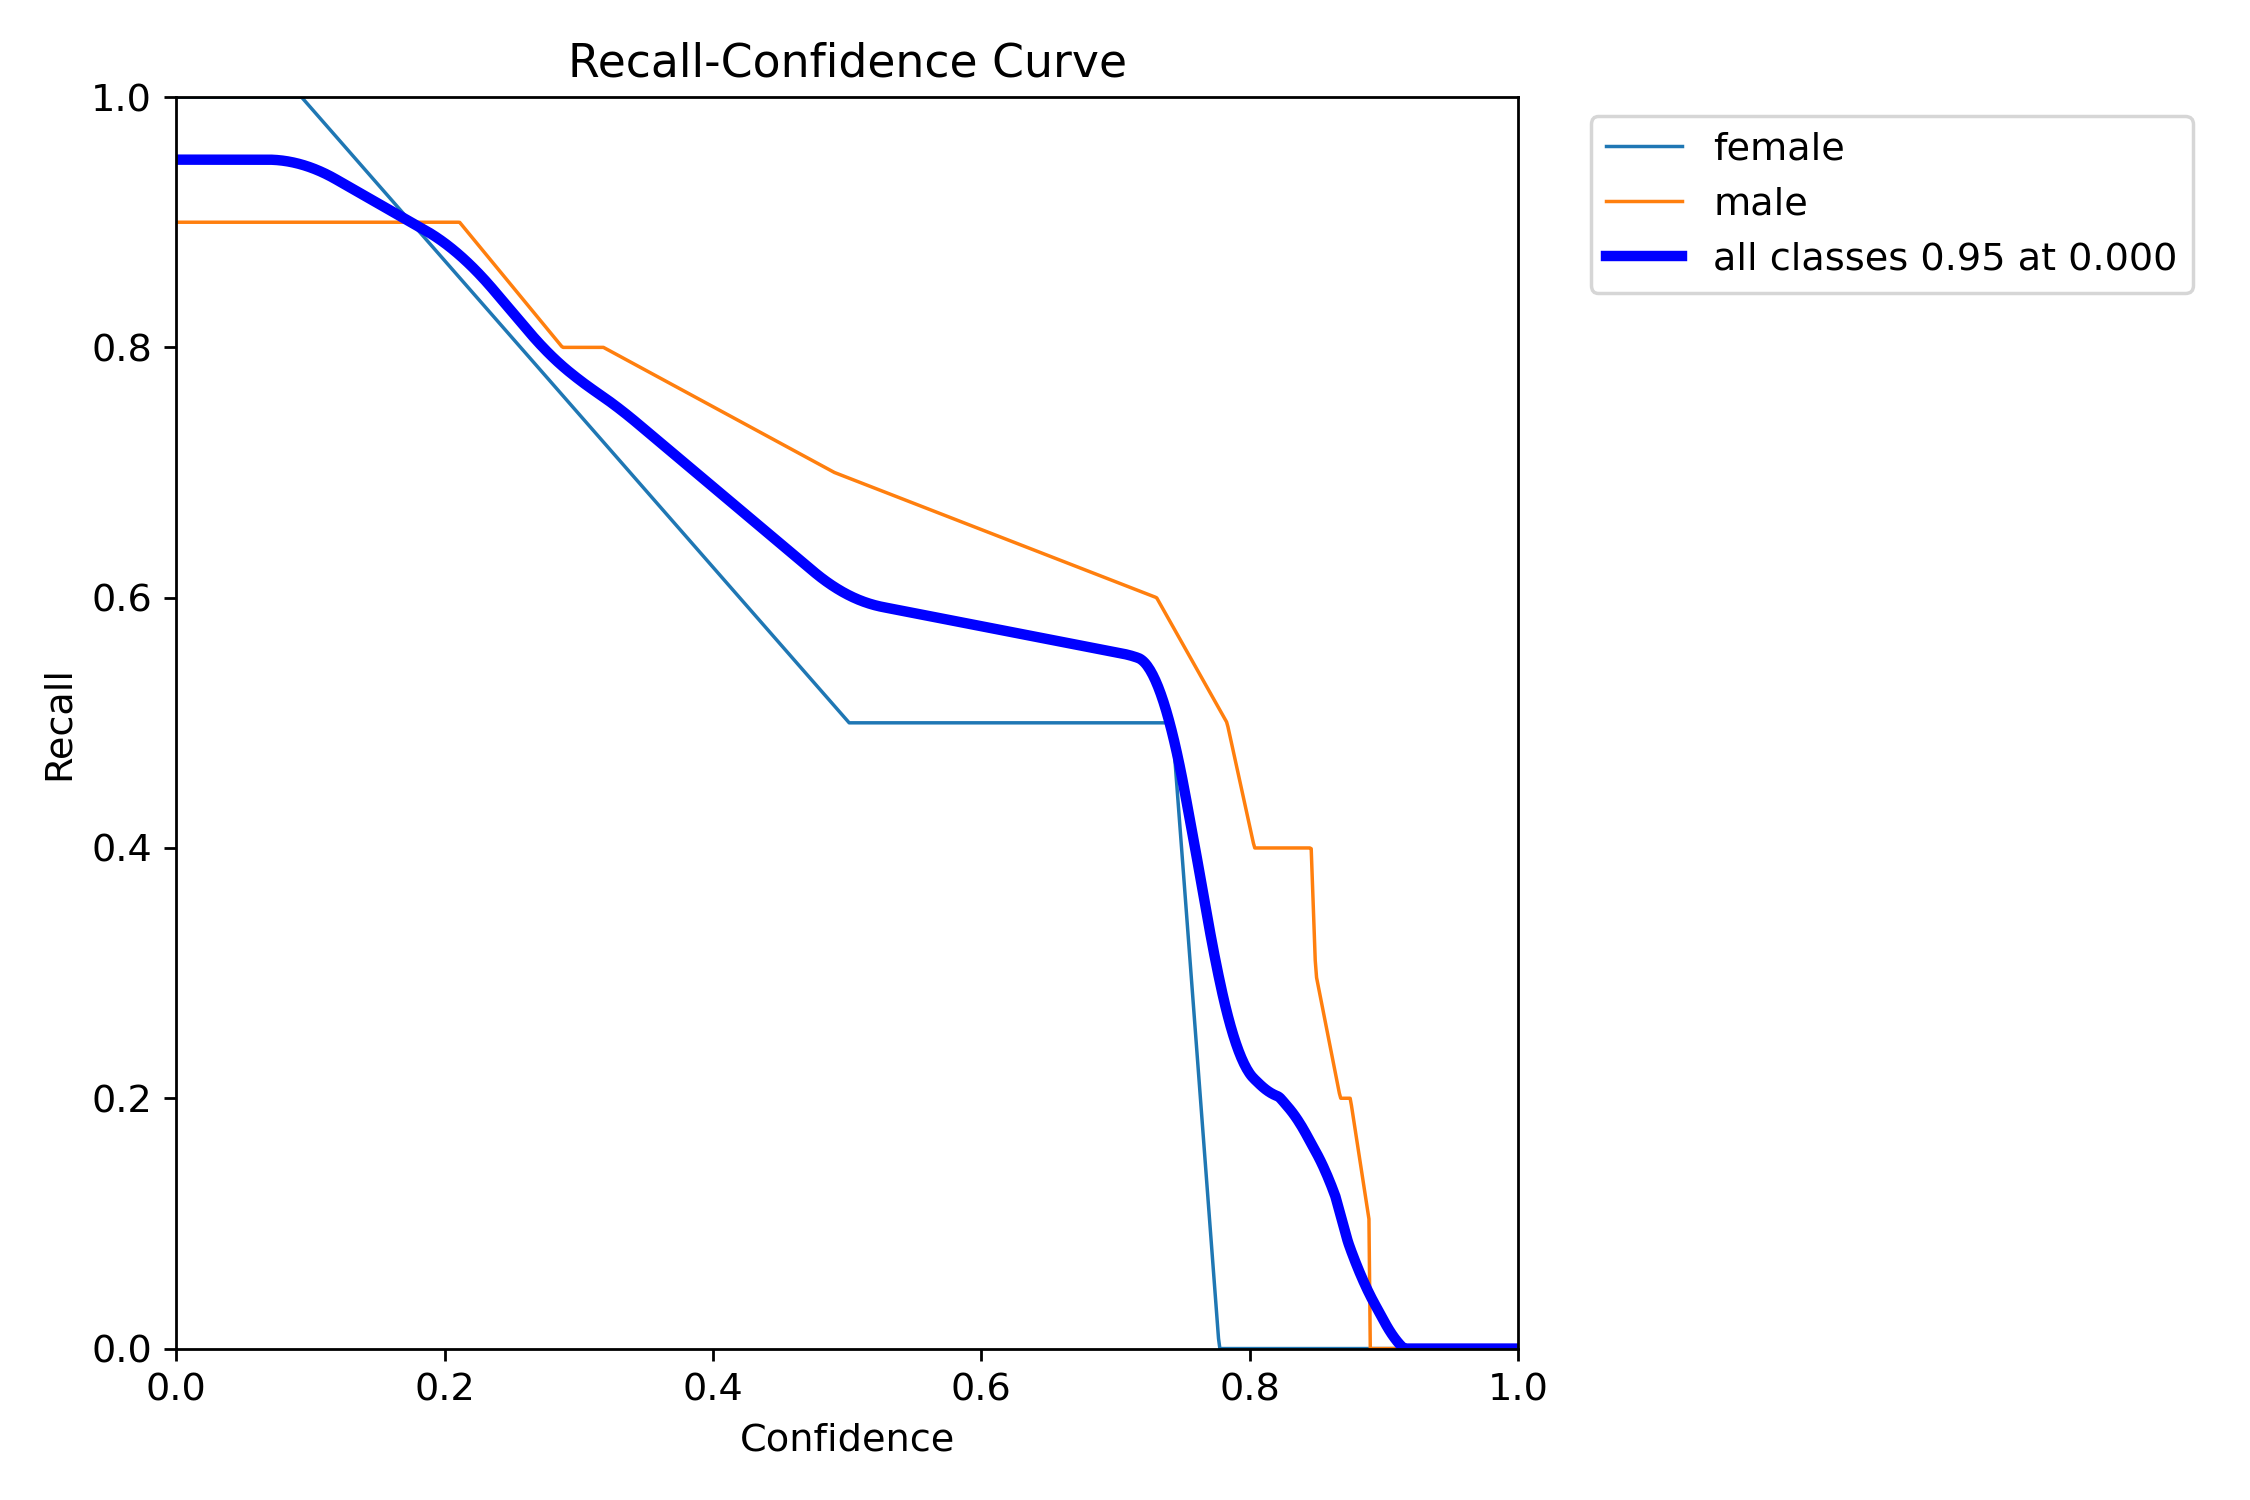 Recall-Confidence Curve
1.0
0.8
0.6
0.4
0.2
0.0
Recall
0.0 0.2 0.4 0.6 0.8 1.0
Confidence
female
male
all classes 0.95 at 0.000